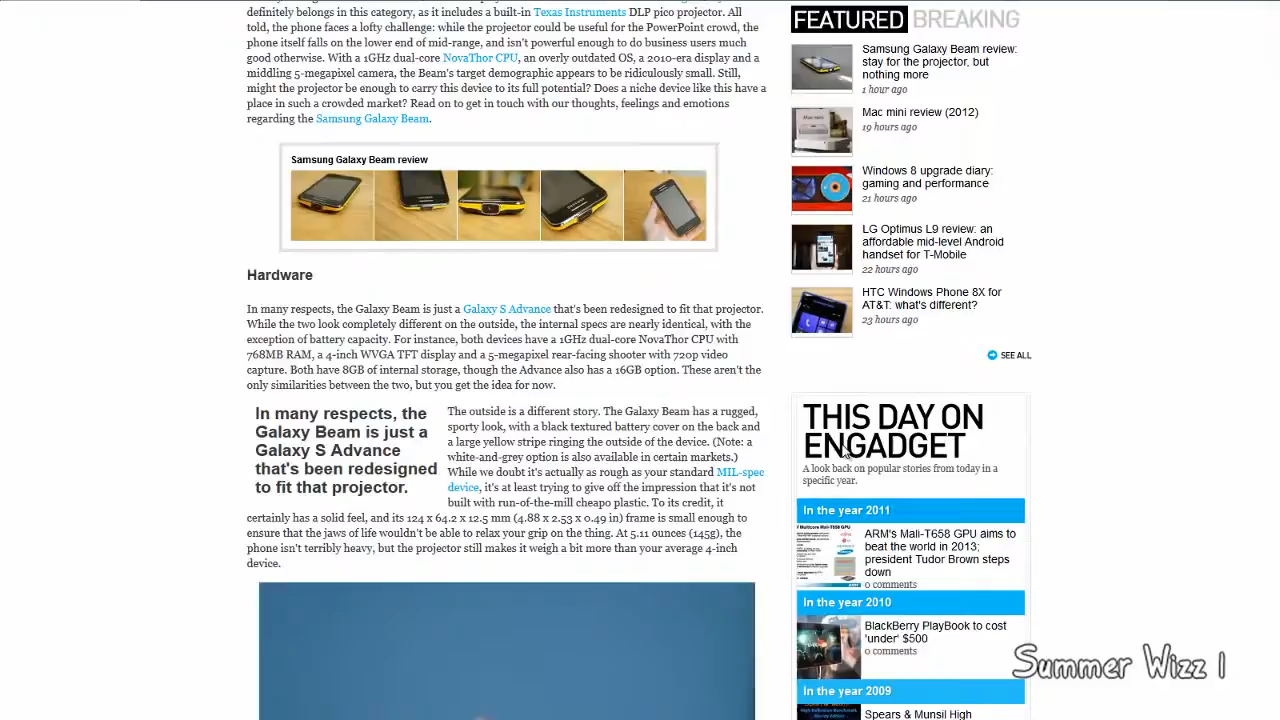 definitely belongs in this category, as it includes a built-in Texas Instruments DLP pico projector. All
told, the phone faces a lofty challenge: while the projector could be useful for the PowerPoint crowd, the
phone itself falls on the lower end of mid-range, and isn't powerful enough to do business users much
good otherwise. With a 1GHz dual-core NovaThor CPU, an overly outdated OS, a 2010-era display and a
middling 5-megapixel camera, the Beam's target demographic appears to be ridiculously small. Still,
might the projector be enough to carry this device to its full potential? Does a niche device like this have a
place in such a crowded market? Read on to get in touch with our thoughts, feelings and emotions
regarding the Samsung Galaxy Beam.
Samsung Galaxy Beam review
Hardware
In many respects, the Galaxy Beam is just a Galaxy S Advance that's been redesigned to fit that projector.
While the two look completely different on the outside, the internal specs are nearly identical, with the
exception of battery capacity. For instance, both devices have a 1GHz dual-core NovaThor CPU with
768MB RAM, a 4-inch WVGA TFT display and a 5-megapixel rear-facing shooter with 720p video
capture. Both have 8GB of internal storage, though the Advance also has a 16GB option. These aren't the
only similarities between the two, but you get the idea for now.
In many respects, the
Galaxy Beam is just a
Galaxy S Advance
that's been redesigned
to fit that projector.
The outside is a different story. The Galaxy Beam has a rugged,
sporty look, with a black textured battery cover on the back and
a large yellow stripe ringing the outside of the device. (Note: a
white-and-grey option is also available in certain markets.)
While we doubt it's actually as rough as your standard MIL-spec
device, it's at least trying to give off the impression that it's not
built with run-of-the-mill cheapo plastic. To its credit, it
certainly has a solid feel, and its 124 x 64.2 x 12.5 mm (4.88 x 2.53 x 0.49 in) frame is small enough to
ensure that the jaws of life wouldn't be able to relax your grip on the thing. At 5.11 ounces (145g), the
phone isn't terribly heavy, but the projector still makes it weigh a bit more than your average 4-inch
device.
FEATURED BREAKING
Samsung Galaxy Beam review:
stay for the projector, but
nothing more
1 hour ago
Mac mini review (2012)
19 hours ago
Windows 8 upgrade diary:
gaming and performance
21 hours ago
LG Optimus L9 review: an
affordable mid-level Android
handset for T-Mobile
22 hours ago
HTC Windows Phone 8X for
AT&T: what's different?
23 hours ago
SEE ALL
THIS DAY ON
ENGADGET
A look back on popular stories from today in a
specific year.
In the year 2011
ARM's Mali-T658 GPU aims to
beat the world in 2013;
president Tudor Brown steps
down
0 comments
In the year 2010
BlackBerry PlayBook to cost
'under' $500
0 comments
In the year 2009
Spears & Munsil High
Summer Wizz 1